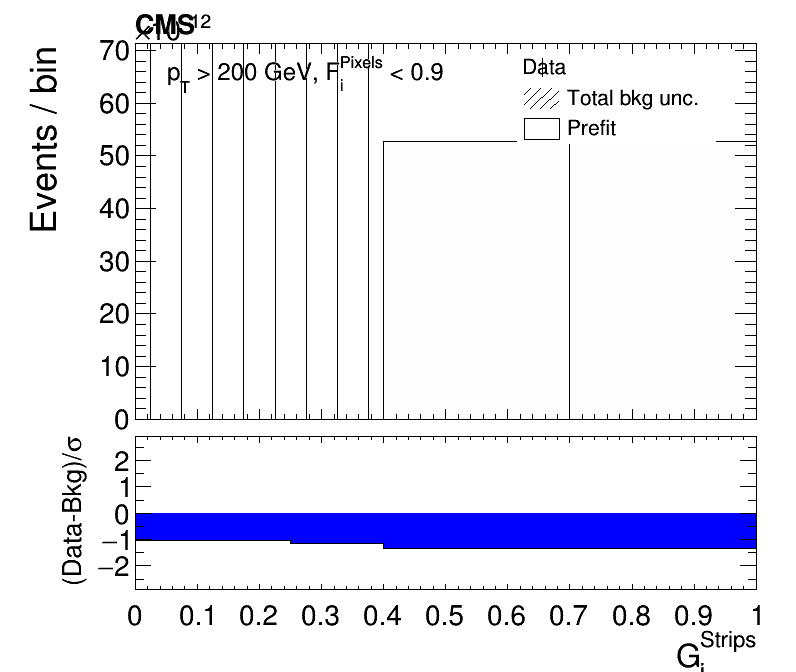 CMS
×10^12
p_T > 200 GeV, F_i^Pixels < 0.9
Data
Total bkg unc.
Prefit
Events / bin
70
60
50
40
30
20
10
0
(Data-Bkg)/σ
2
1
0
−1
−2
0 0.1 0.2 0.3 0.4 0.5 0.6 0.7 0.8 0.9 1
G_i^Strips